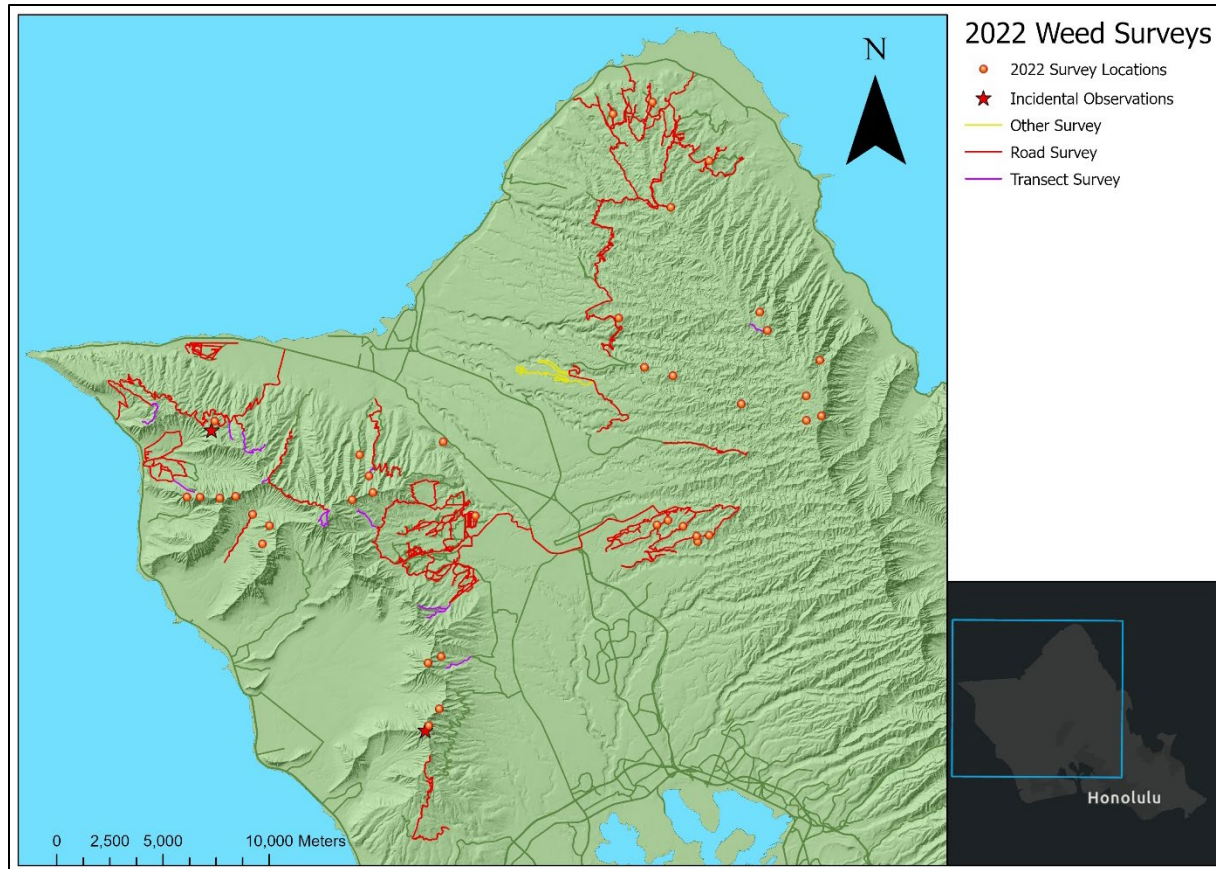 2022 Weed Surveys
2022 Survey Locations
Incidental Observations
Other Survey
Road Survey
Transect Survey
N
0 2,500 5,000 10,000 Meters
Honolulu